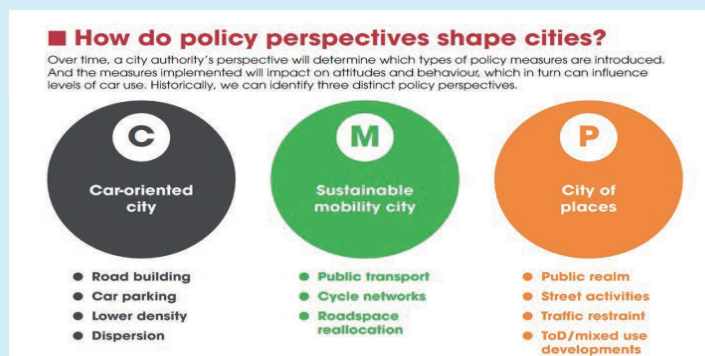 How do policy perspectives shape cities?
Over time, a city authority's perspective will determine which types of policy measures are introduced.
And the measures implemented will impact on attitudes and behaviour, which in turn can influence
levels of car use. Historically, we can identify three distinct policy perspectives.
C
Car-oriented
city
Road building
Car parking
Lower density
Dispersion
M
Sustainable
mobility city
Public transport
Cycle networks
Roadspace
reallocation
P
City of
places
Public realm
Street activities
Traffic restraint
ToD/mixed use
developments